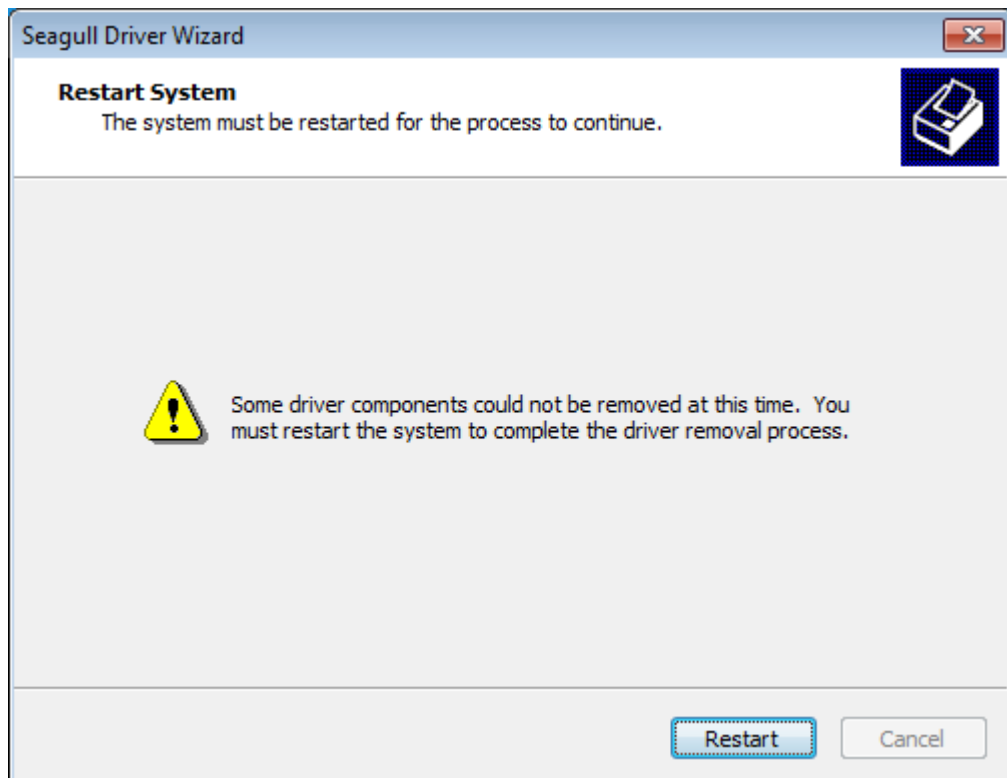 Seagull Driver Wizard
Restart System
The system must be restarted for the process to continue.
Some driver components could not be removed at this time.  You
must restart the system to complete the driver removal process.
Restart
Cancel